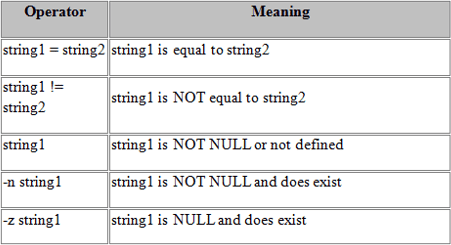 Operator Meaning
string1 = string2 string1 is equal to string2
string1 !=
string2 string1 is NOT equal to string2
string1 string1 is NOT NULL or not defined
-n string1 string1 is NOT NULL and does exist
-z string1 string1 is NULL and does exist